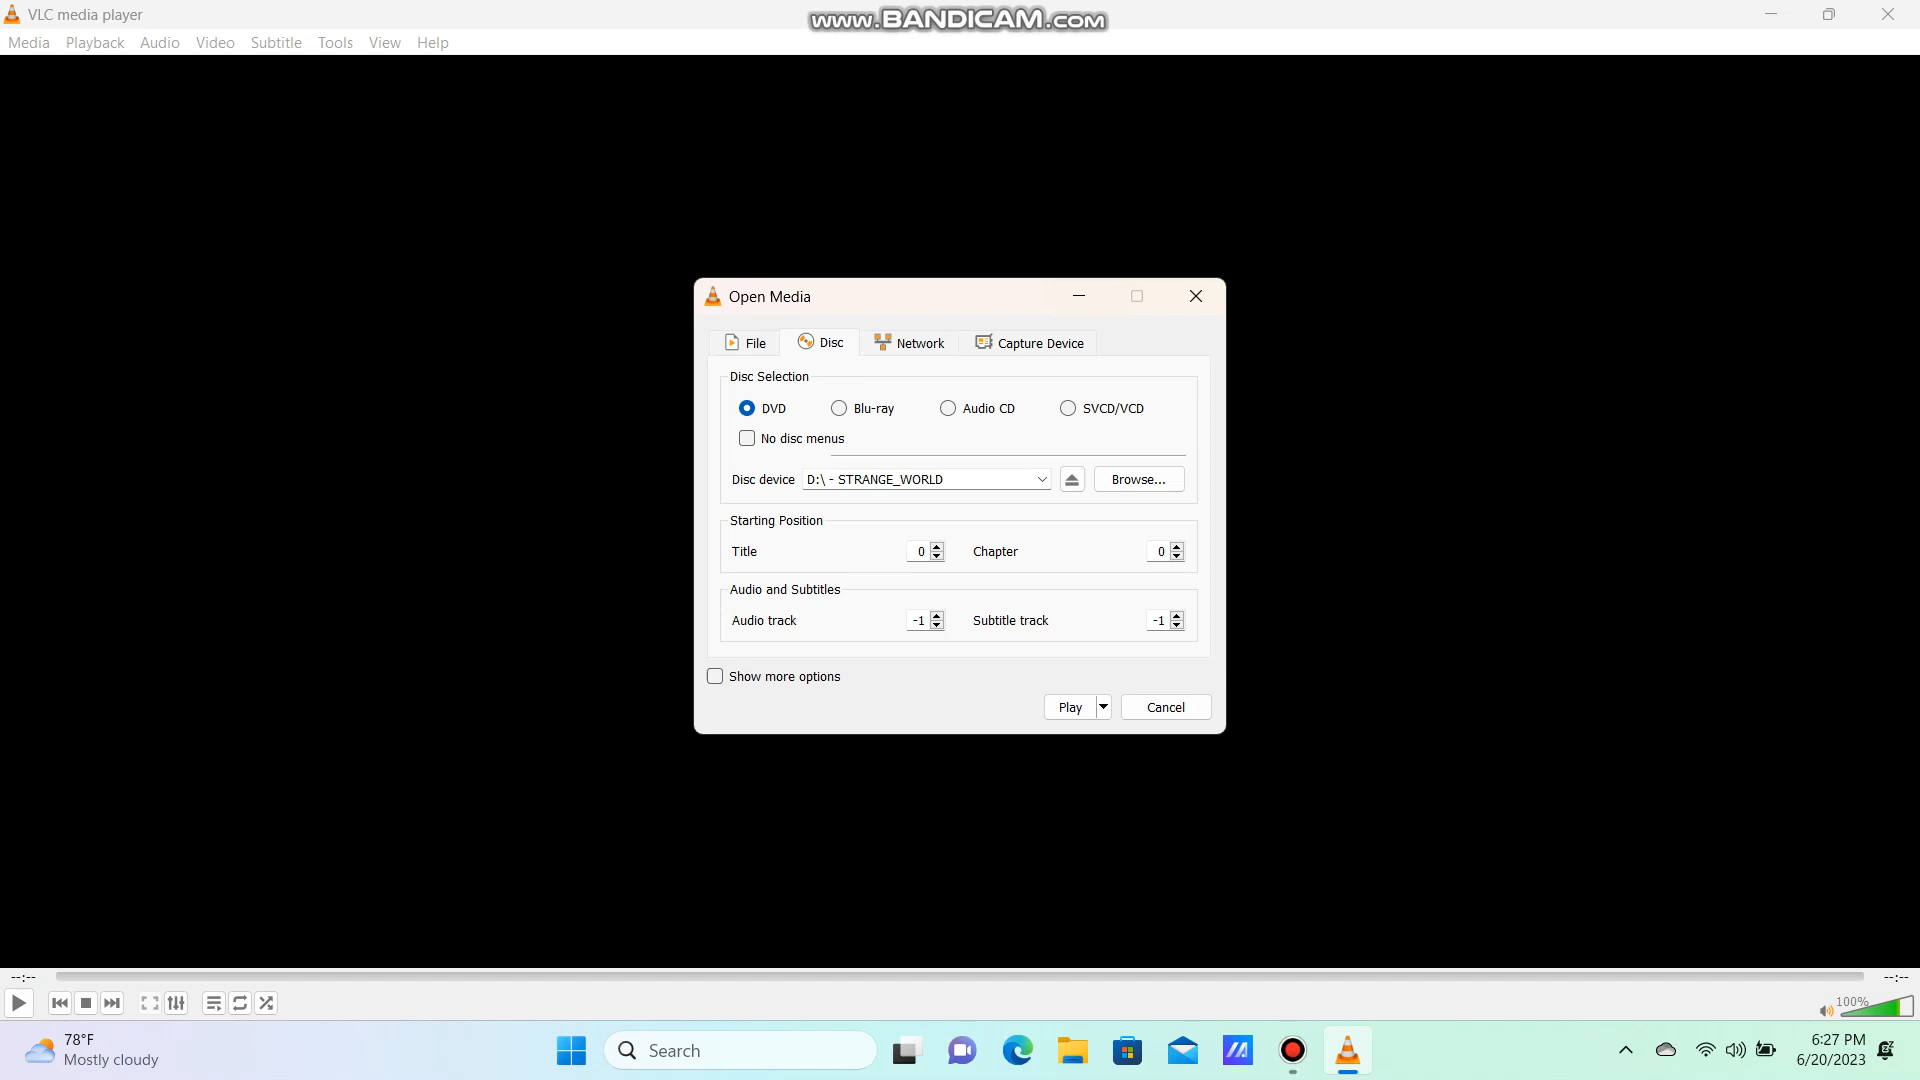 VLC media player
www.BANDICAM.com
Media Playback Audio Video Subtitle Tools View Help
Open Media
File Disc Network Capture Device
Disc Selection
DVD Blu-ray Audio CD SVCD/VCD
No disc menus
Disc device D:\ - STRANGE_WORLD Browse...
Starting Position
Title 0 Chapter 0
Audio and Subtitles
Audio track -1 Subtitle track -1
Show more options
Play Cancel
--:-- --:--
100%
78°F
Mostly cloudy
Search
6:27 PM
6/20/2023